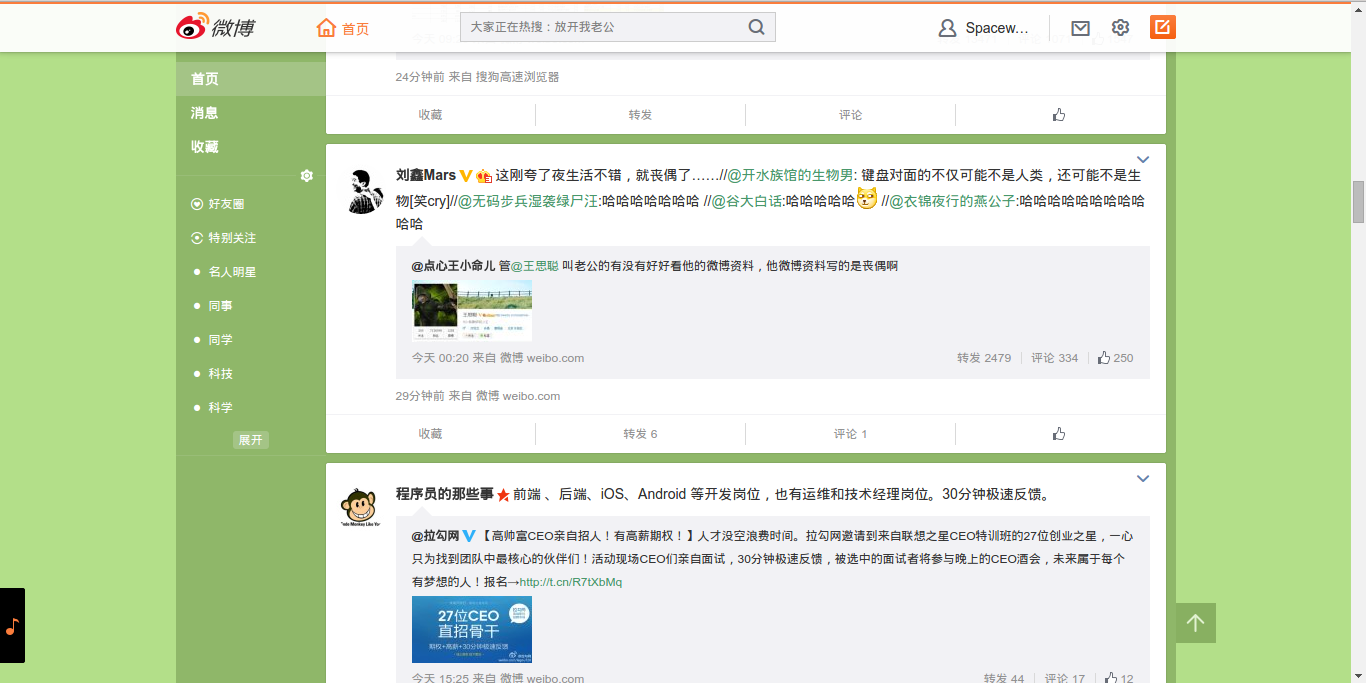 微博
首页
大家正在热搜：放开我老公
Spacew...
首页
消息
收藏
好友圈
特别关注
名人明星
同事
同学
科技
科学
展开
24分钟前 来自 搜狗高速浏览器
收藏 转发 评论
刘鑫Mars 这刚夸了夜生活不错，就丧偶了……//@开水族馆的生物男: 键盘对面的不仅可能不是人类，还可能不是生
物[笑cry]//@无码步兵湿袭绿尸汪:哈哈哈哈哈哈哈 //@谷大白话:哈哈哈哈哈 //@衣锦夜行的燕公子:哈哈哈哈哈哈哈哈哈
哈哈
@点心王小命儿 管@王思聪 叫老公的有没有好好看他的微博资料，他微博资料写的是丧偶啊
今天 00:20 来自 微博 weibo.com
转发 2479 评论 334 250
29分钟前 来自 微博 weibo.com
收藏 转发 6 评论 1
程序员的那些事 前端 、后端、iOS、Android 等开发岗位，也有运维和技术经理岗位。30分钟极速反馈。
@拉勾网 【高帅富CEO亲自招人！有高薪期权！】人才没空浪费时间。拉勾网邀请到来自联想之星CEO特训班的27位创业之星，一心
只为找到团队中最核心的伙伴们！活动现场CEO们亲自面试，30分钟极速反馈，被选中的面试者将参与晚上的CEO酒会，未来属于每个
有梦想的人！报名→http://t.cn/R7tXbMq
27位CEO
直招骨干
期权+高薪+30分钟极速反馈
今天 15:25 来自 微博 weibo.com
转发 44 评论 17 12